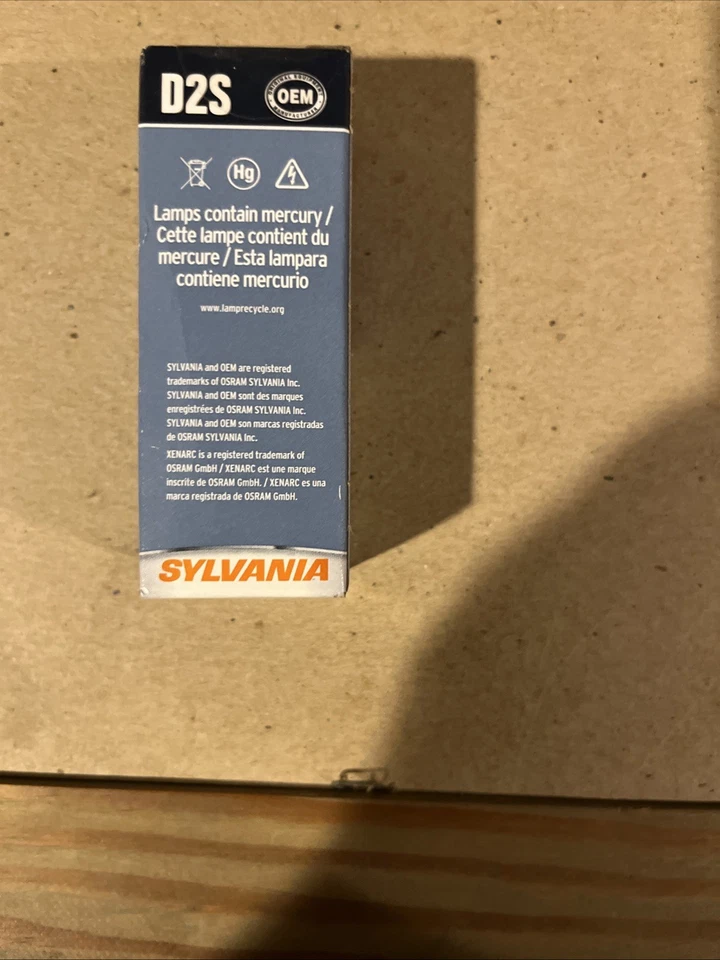 D2S
ORIGINAL EQUIPMENT
OEM
MANUFACTURER
Hg
Lamps contain mercury /
Cette lampe contient du
mercure / Esta lampara
contiene mercurio
www.lamprecycle.org
SYLVANIA and OEM are registered
trademarks of OSRAM SYLVANIA Inc.
SYLVANIA and OEM sont des marques
enregistrées de OSRAM SYLVANIA Inc.
SYLVANIA and OEM son marcas registradas
de OSRAM SYLVANIA Inc.
XENARC is a registered trademark of
OSRAM GmbH / XENARC est une marque
inscrite de OSRAM GmbH. / XENARC es una
marca registrada de OSRAM GmbH.
SYLVANIA